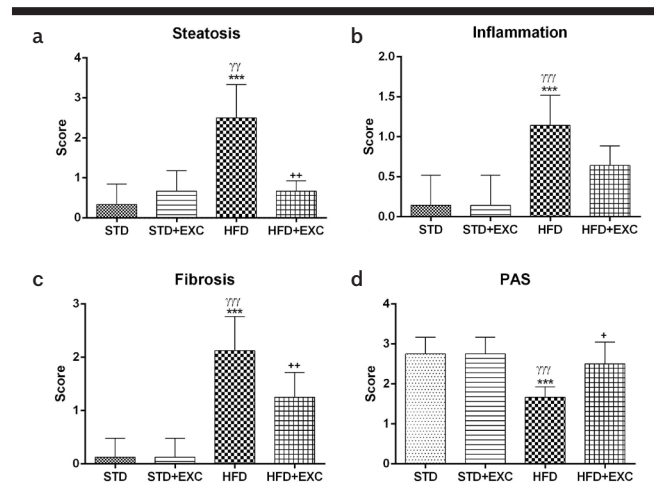 a
Steatosis
Score
4
3
2
1
0
γγ
***
++
STD STD+EXC HFD HFD+EXC
b
Inflammation
Score
2.0
1.5
1.0
0.5
0.0
γγγ
***
STD STD+EXC HFD HFD+EXC
c
Fibrosis
Score
3
2
1
0
γγγ
***
++
STD STD+EXC HFD HFD+EXC
d
PAS
Score
4
3
2
1
0
γγγ
***
+
STD STD+EXC HFD HFD+EXC